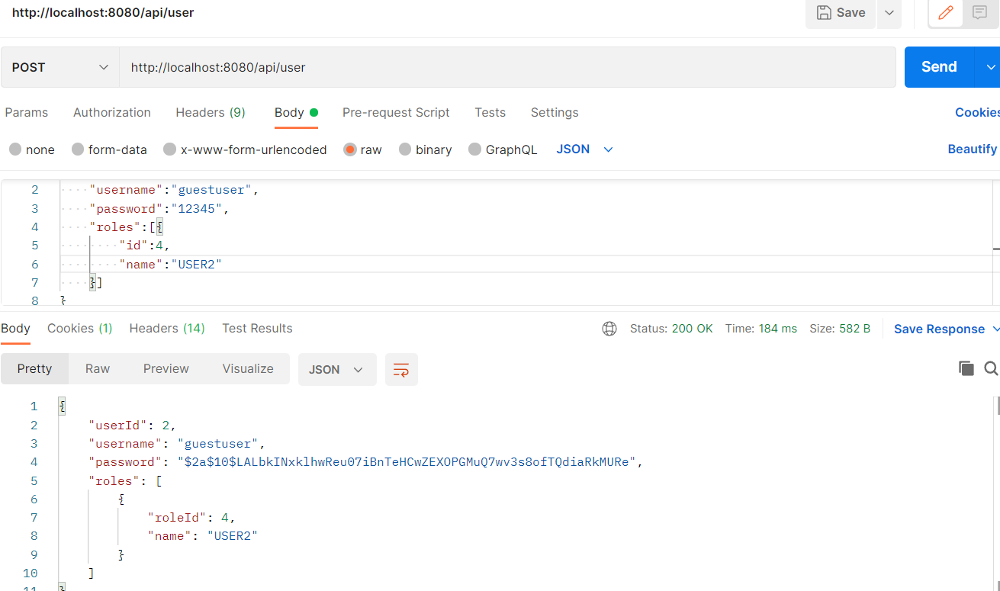 http://localhost:8080/api/user Save
POST http://localhost:8080/api/user Send
Params Authorization Headers (9) Body Pre-request Script Tests Settings Cookies
none form-data x-www-form-urlencoded raw binary GraphQL JSON Beautify
2 "username":"guestuser",
3 "password":"12345",
4 "roles":[{
5 "id":4,
6 "name":"USER2"
7 }]
8 }
Body Cookies (1) Headers (14) Test Results Status: 200 OK Time: 184 ms Size: 582 B Save Response
Pretty Raw Preview Visualize JSON
1 {
2 "userId": 2,
3 "username": "guestuser",
4 "password": "$2a$10$LALbkINxklhwReu07iBnTeHCwZEXOPGMuQ7wv3s8ofTQdiaRkMURe",
5 "roles": [
6 {
7 "roleId": 4,
8 "name": "USER2"
9 }
10 ]
11 }